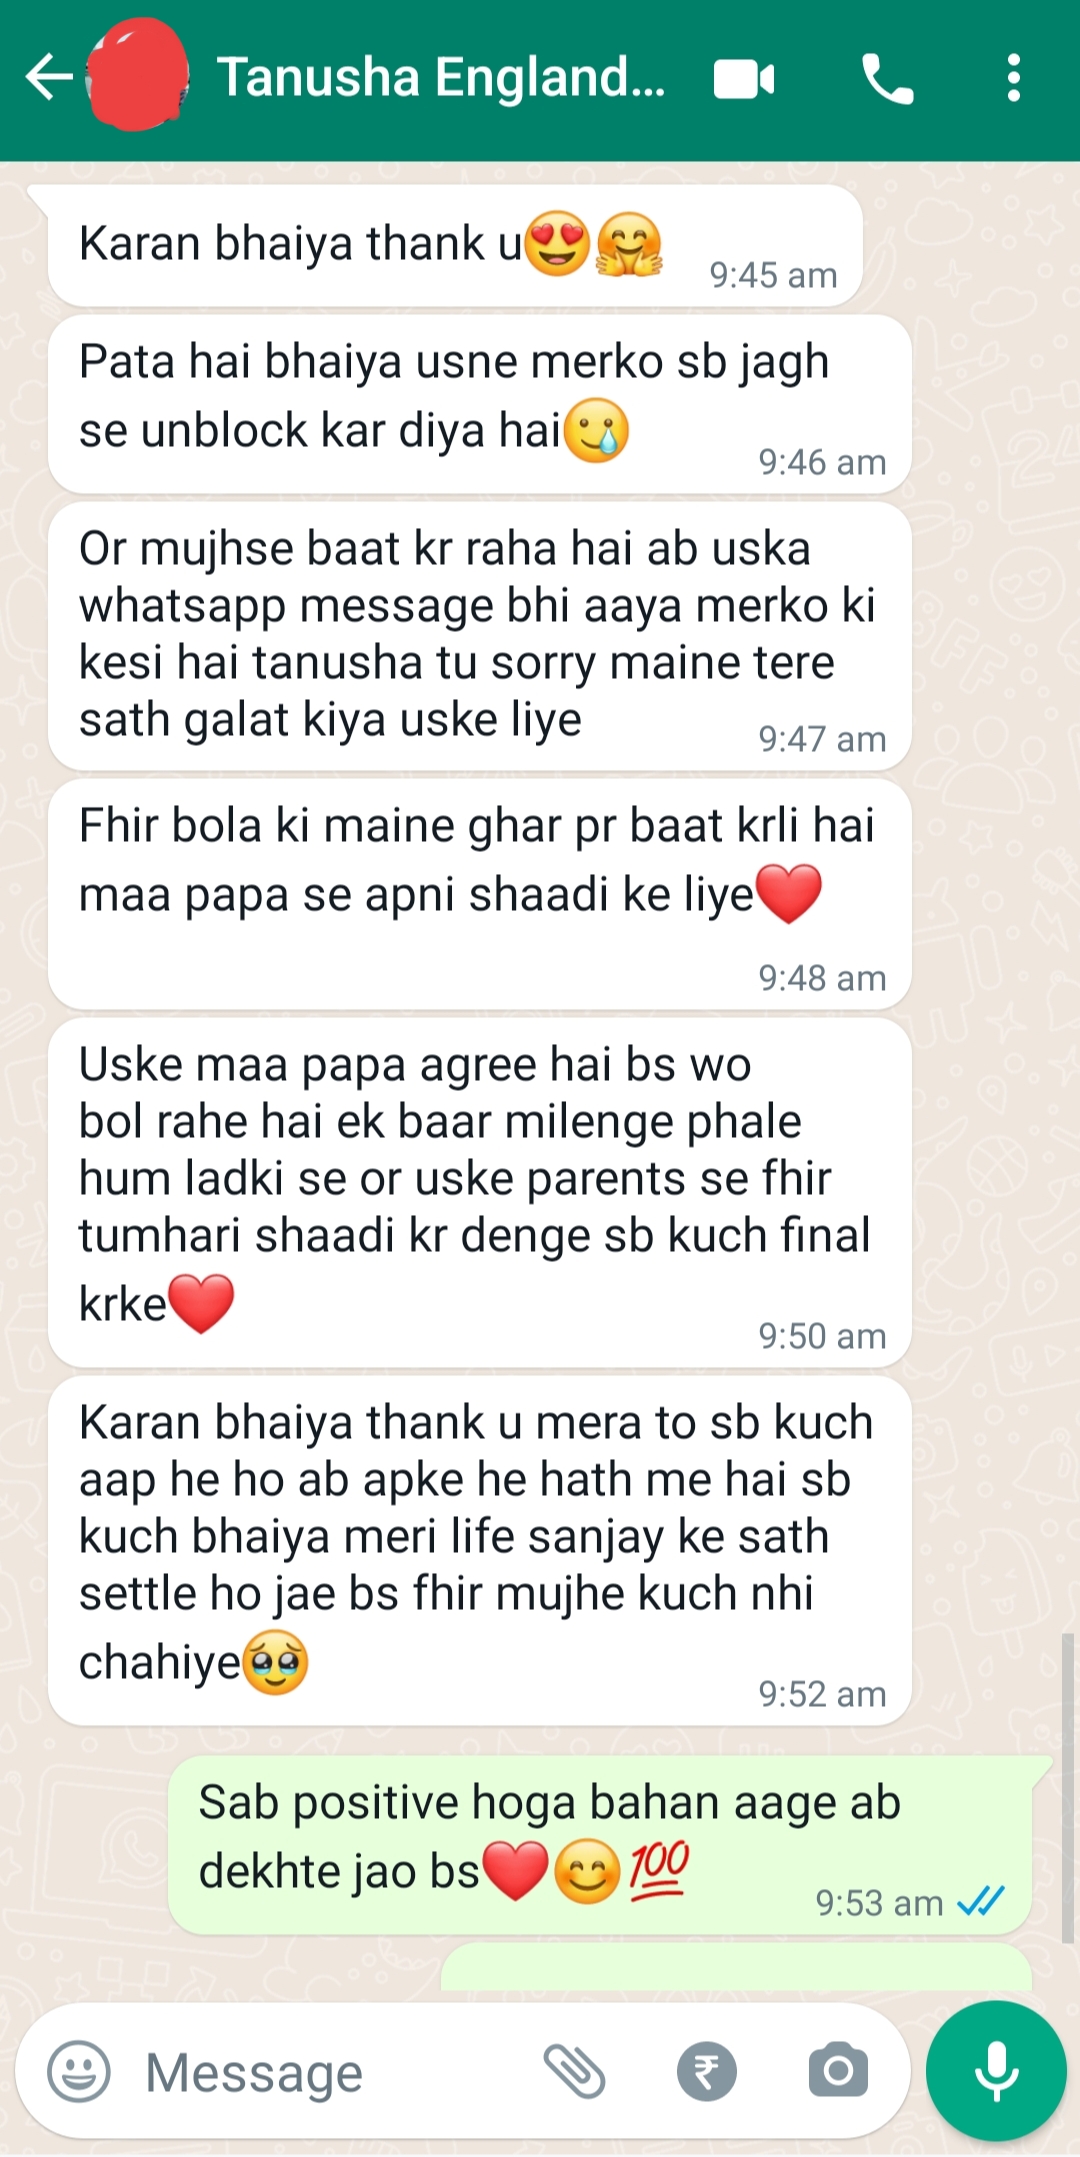 Tanusha England...
Karan bhaiya thank u😍🤗
9:45 am
Pata hai bhaiya usne merko sb jagh
se unblock kar diya hai🥲
9:46 am
Or mujhse baat kr raha hai ab uska
whatsapp message bhi aaya merko ki
kesi hai tanusha tu sorry maine tere
sath galat kiya uske liye
9:47 am
Fhir bola ki maine ghar pr baat krli hai
maa papa se apni shaadi ke liye❤️
9:48 am
Uske maa papa agree hai bs wo
bol rahe hai ek baar milenge phale
hum ladki se or uske parents se fhir
tumhari shaadi kr denge sb kuch final
krke❤️
9:50 am
Karan bhaiya thank u mera to sb kuch
aap he ho ab apke he hath me hai sb
kuch bhaiya meri life sanjay ke sath
settle ho jae bs fhir mujhe kuch nhi
chahiye🥹
9:52 am
Sab positive hoga bahan aage ab
dekhte jao bs❤️😊💯
9:53 am
Message